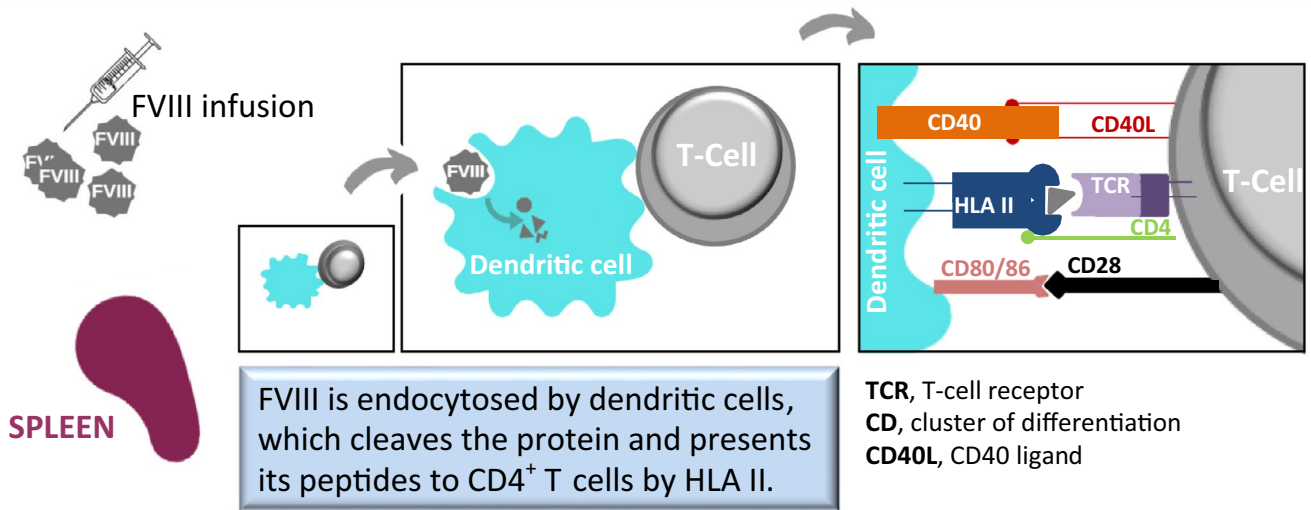 FVIII infusion
FVIII
FVIII
FVIII
SPLEEN
FVIII
T-Cell
Dendritic cell
Dendritic cell
CD40
CD40L
HLA II
TCR
CD4
CD80/86
CD28
T-Cell
FVIII is endocytosed by dendritic cells,
which cleaves the protein and presents
its peptides to CD4⁺ T cells by HLA II.
TCR, T-cell receptor
CD, cluster of differentiation
CD40L, CD40 ligand